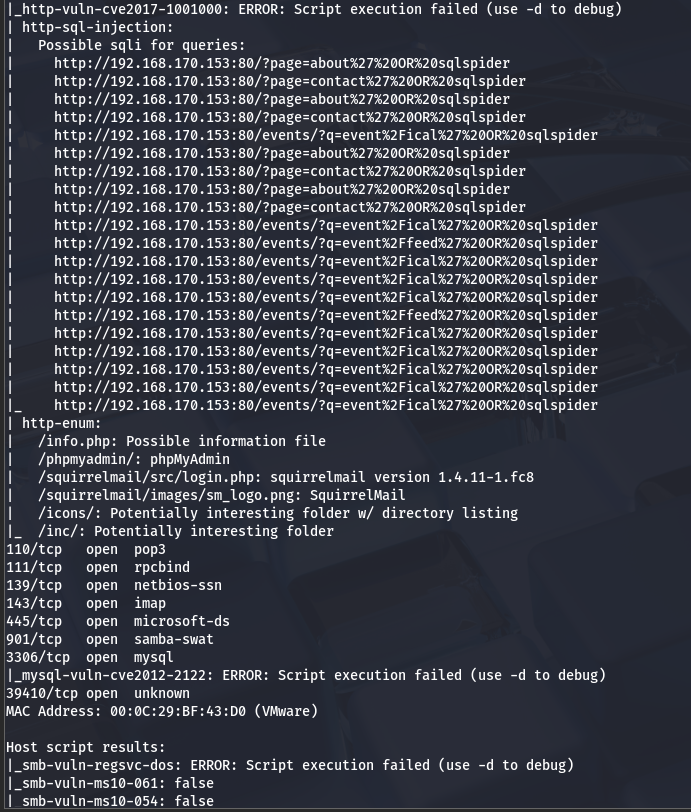 |_http-vuln-cve2017-1001000: ERROR: Script execution failed (use -d to debug)
| http-sql-injection:
|   Possible sqli for queries:
|     http://192.168.170.153:80/?page=about%27%20OR%20sqlspider
|     http://192.168.170.153:80/?page=contact%27%20OR%20sqlspider
|     http://192.168.170.153:80/?page=about%27%20OR%20sqlspider
|     http://192.168.170.153:80/?page=contact%27%20OR%20sqlspider
|     http://192.168.170.153:80/events/?q=event%2Fical%27%20OR%20sqlspider
|     http://192.168.170.153:80/?page=about%27%20OR%20sqlspider
|     http://192.168.170.153:80/?page=contact%27%20OR%20sqlspider
|     http://192.168.170.153:80/?page=about%27%20OR%20sqlspider
|     http://192.168.170.153:80/?page=contact%27%20OR%20sqlspider
|     http://192.168.170.153:80/events/?q=event%2Fical%27%20OR%20sqlspider
|     http://192.168.170.153:80/events/?q=event%2Ffeed%27%20OR%20sqlspider
|     http://192.168.170.153:80/events/?q=event%2Fical%27%20OR%20sqlspider
|     http://192.168.170.153:80/events/?q=event%2Fical%27%20OR%20sqlspider
|     http://192.168.170.153:80/events/?q=event%2Fical%27%20OR%20sqlspider
|     http://192.168.170.153:80/events/?q=event%2Ffeed%27%20OR%20sqlspider
|     http://192.168.170.153:80/events/?q=event%2Fical%27%20OR%20sqlspider
|     http://192.168.170.153:80/events/?q=event%2Fical%27%20OR%20sqlspider
|     http://192.168.170.153:80/events/?q=event%2Fical%27%20OR%20sqlspider
|     http://192.168.170.153:80/events/?q=event%2Fical%27%20OR%20sqlspider
|_    http://192.168.170.153:80/events/?q=event%2Fical%27%20OR%20sqlspider
| http-enum:
|   /info.php: Possible information file
|   /phpmyadmin/: phpMyAdmin
|   /squirrelmail/src/login.php: squirrelmail version 1.4.11-1.fc8
|   /squirrelmail/images/sm_logo.png: SquirrelMail
|   /icons/: Potentially interesting folder w/ directory listing
|_  /inc/: Potentially interesting folder
110/tcp   open  pop3
111/tcp   open  rpcbind
139/tcp   open  netbios-ssn
143/tcp   open  imap
445/tcp   open  microsoft-ds
901/tcp   open  samba-swat
3306/tcp  open  mysql
|_mysql-vuln-cve2012-2122: ERROR: Script execution failed (use -d to debug)
39410/tcp open  unknown
MAC Address: 00:0C:29:BF:43:D0 (VMware)

Host script results:
|_smb-vuln-regsvc-dos: ERROR: Script execution failed (use -d to debug)
|_smb-vuln-ms10-061: false
|_smb-vuln-ms10-054: false